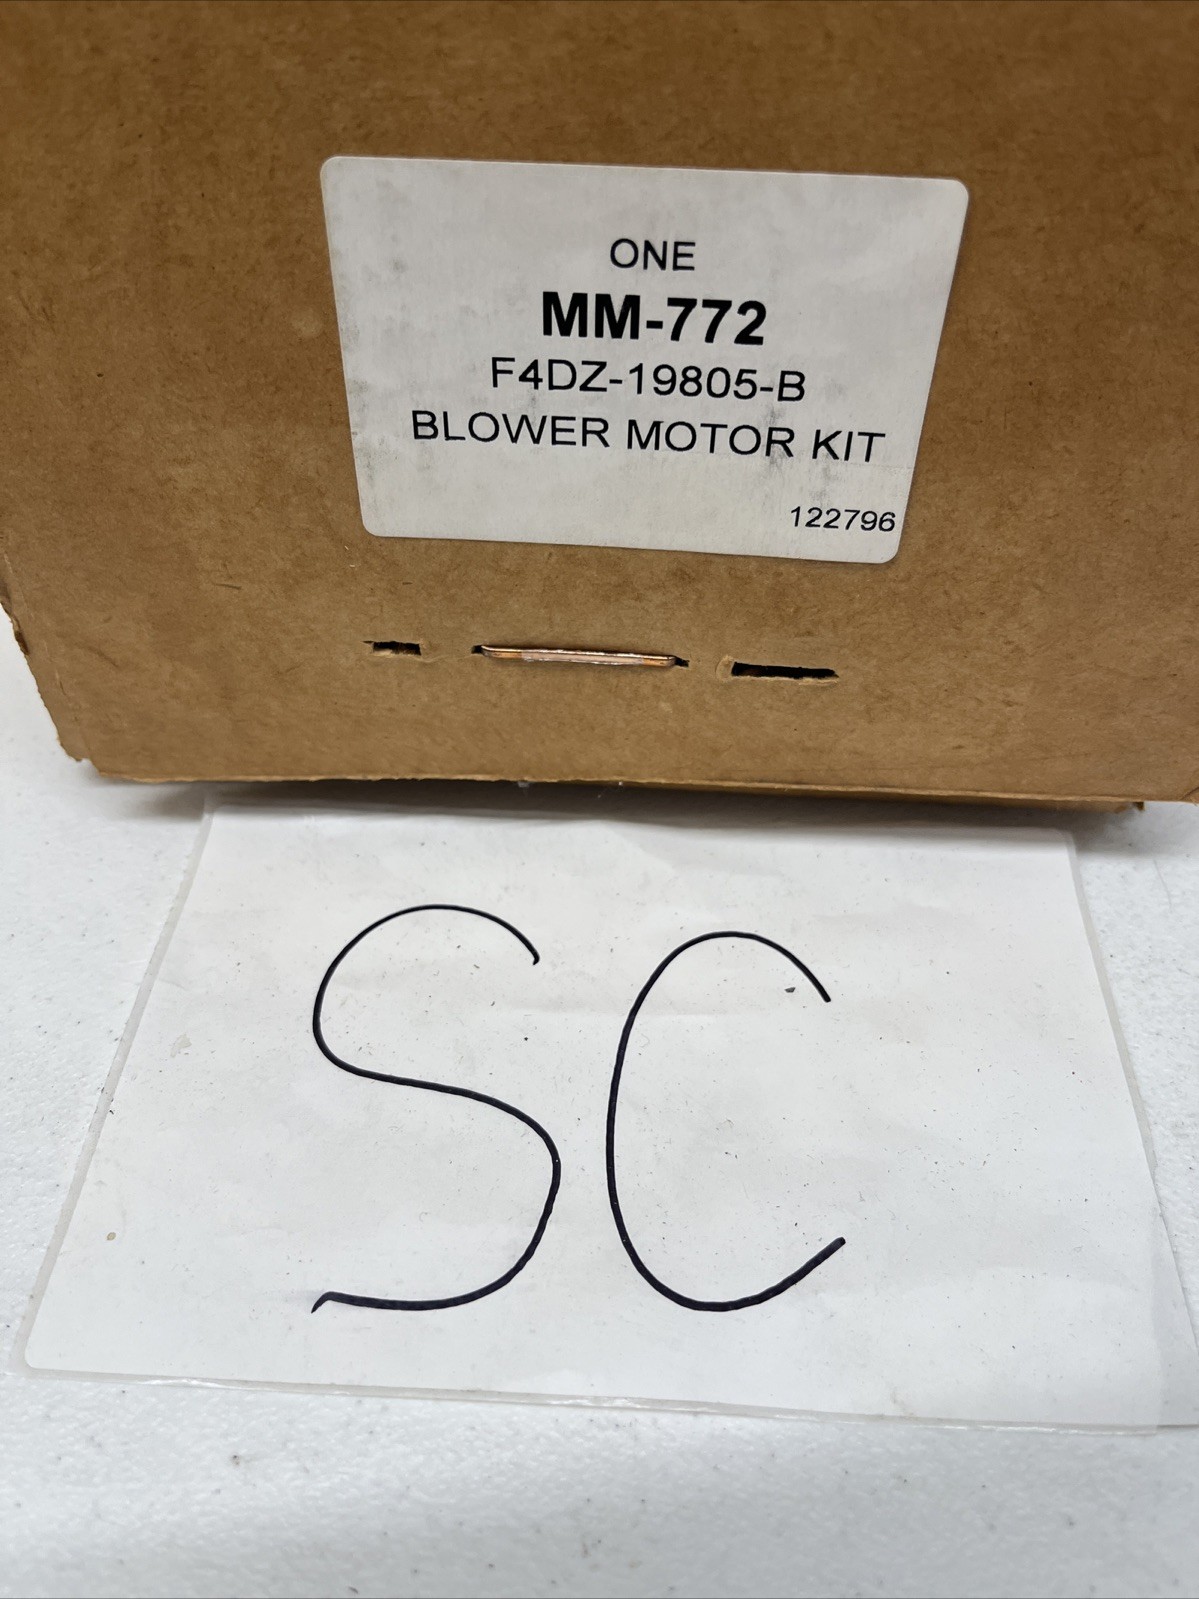 ONE
MM-772
F4DZ-19805-B
BLOWER MOTOR KIT
122796
SC